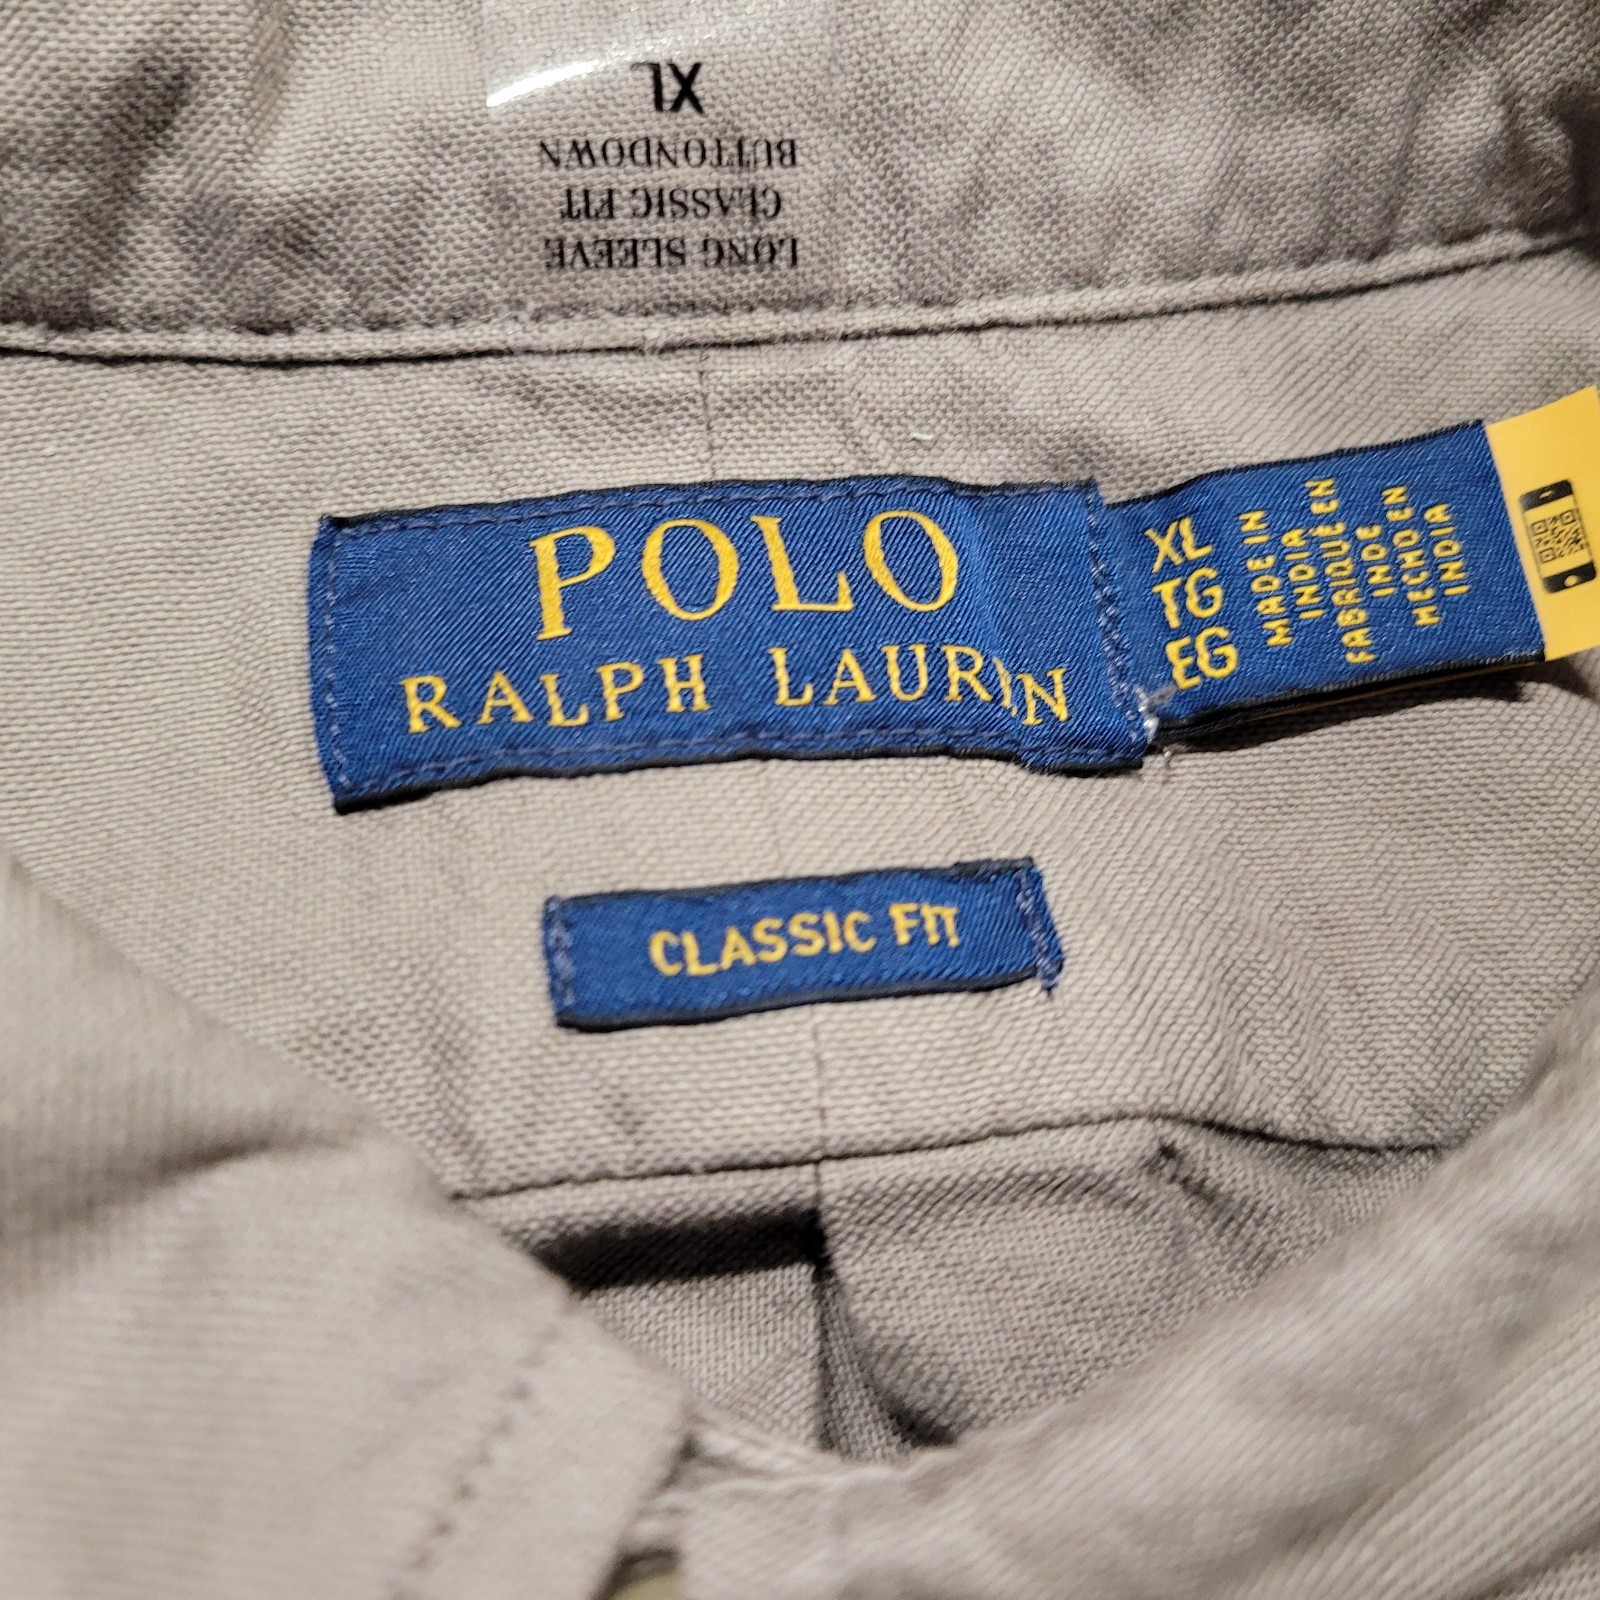 XL
BUTTONDOWN
CLASSIC FIT
LONG SLEEVE
POLO
RALPH LAUREN
XL
TG
EG
MADE IN
INDIA
FABRIQUÉ EN
INDE
HECHO EN
INDIA
CLASSIC FIT